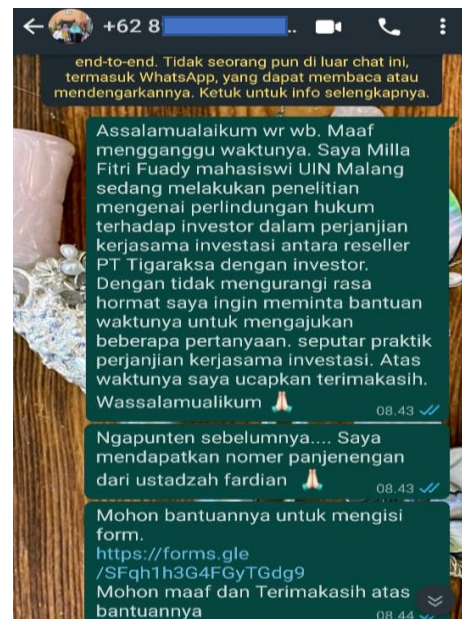 +62 8
..
end-to-end. Tidak seorang pun di luar chat ini,
termasuk WhatsApp, yang dapat membaca atau
mendengarkannya. Ketuk untuk info selengkapnya.
Assalamualaikum wr wb. Maaf
mengganggu waktunya. Saya Milla
Fitri Fuady mahasiswi UIN Malang
sedang melakukan penelitian
mengenai perlindungan hukum
terhadap investor dalam perjanjian
kerjasama investasi antara reseller
PT Tigaraksa dengan investor.
Dengan tidak mengurangi rasa
hormat saya ingin meminta bantuan
waktunya untuk mengajukan
beberapa pertanyaan. seputar praktik
perjanjian kerjasama investasi. Atas
waktunya saya ucapkan terimakasih.
Wassalamualikum 🙏🏻
08.43
Ngapunten sebelumnya.... Saya
mendapatkan nomer panjenengan
dari ustadzah fardian 🙏🏻
08.43
Mohon bantuannya untuk mengisi
form.
https://forms.gle
/SFqh1h3G4FGyTGdg9
Mohon maaf dan Terimakasih atas
bantuannya
08.44